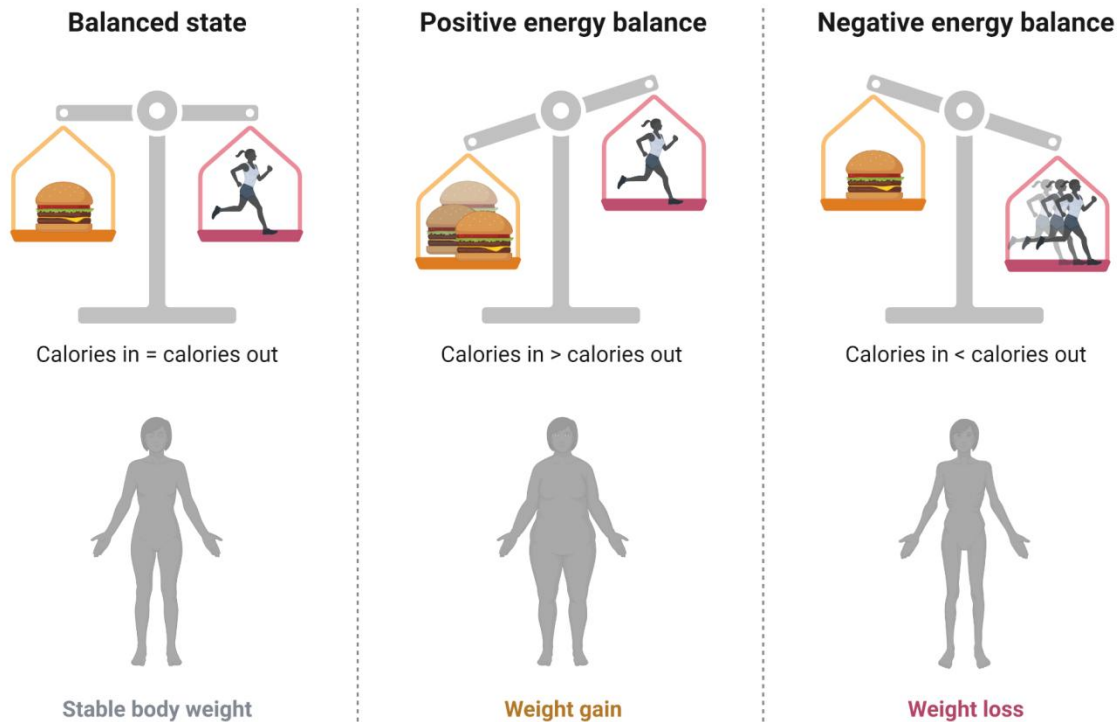 Balanced state
Calories in = calories out
Stable body weight
Positive energy balance
Calories in > calories out
Weight gain
Negative energy balance
Calories in < calories out
Weight loss